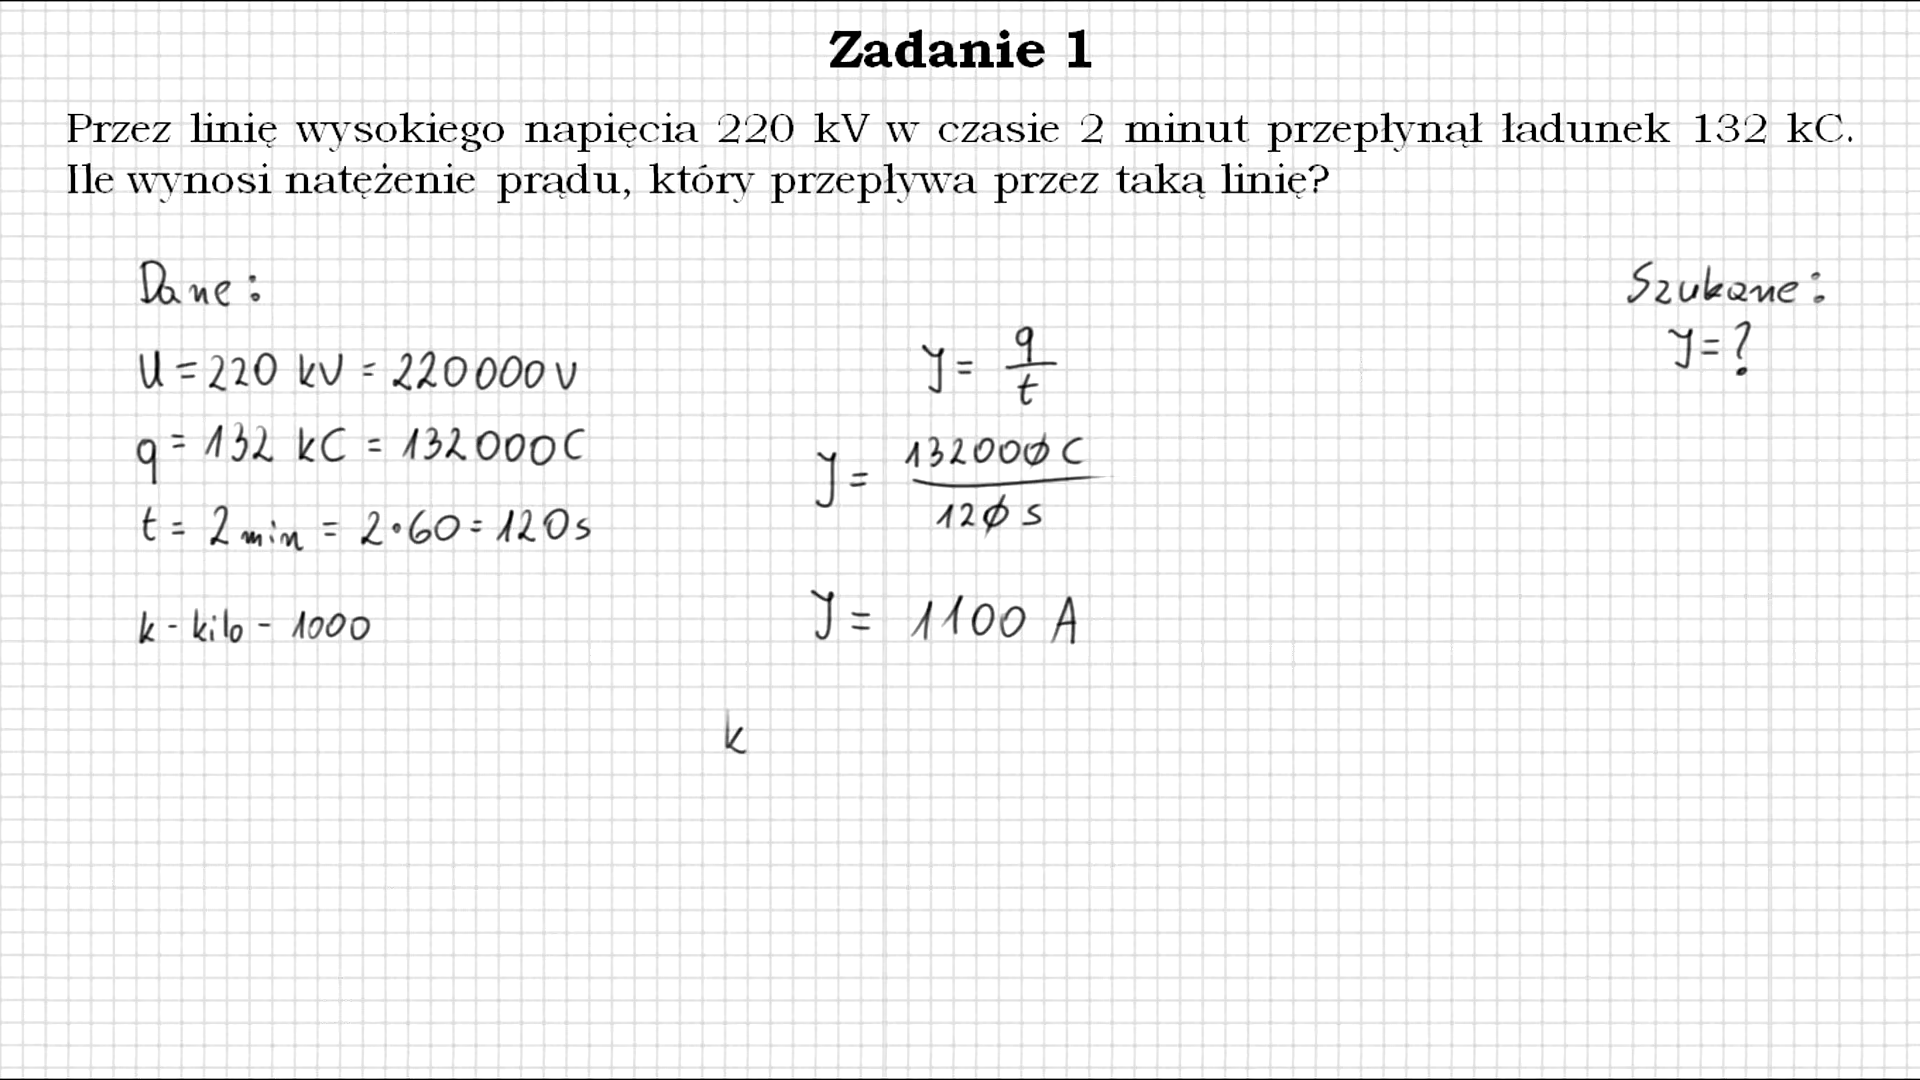 Zadanie 1
Przez linię wysokiego napięcia 220 kV w czasie 2 minut przepłynął ładunek 132 kC.
Ile wynosi natężenie prądu, który przepływa przez taką linię?
Dane:
U = 220 kV = 220000 V
q = 132 kC = 132000 C
t = 2 min = 2·60 = 120 s
k - kilo - 1000
J = q/t
J = 132000 C / 120 s
J = 1100 A
k
Szukane:
J = ?